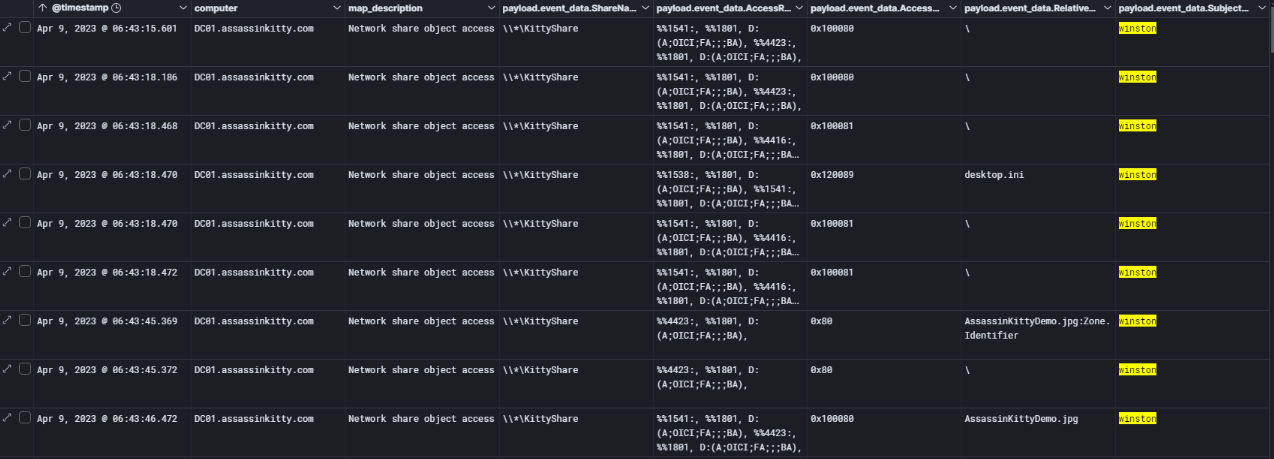 @timestamp computer map_description payload.event_data.ShareNa... payload.event_data.AccessR... payload.event_data.Access... payload.event_data.Relative... payload.event_data.Subject...
Apr 9, 2023 @ 06:43:15.601 DC01.assassinkitty.com Network share object access \\*\KittyShare %%1541:, %%1801, D: 0x100080 \ winston
(A;OICI;FA;;;BA), %%4423:,
%%1801, D:(A;OICI;FA;;;BA),
Apr 9, 2023 @ 06:43:18.186 DC01.assassinkitty.com Network share object access \\*\KittyShare %%1541:, %%1801, D: 0x100080 \ winston
(A;OICI;FA;;;BA), %%4423:,
%%1801, D:(A;OICI;FA;;;BA),
Apr 9, 2023 @ 06:43:18.468 DC01.assassinkitty.com Network share object access \\*\KittyShare %%1541:, %%1801, D: 0x100081 \ winston
(A;OICI;FA;;;BA), %%4416:,
%%1801, D:(A;OICI;FA;;;BA...
Apr 9, 2023 @ 06:43:18.470 DC01.assassinkitty.com Network share object access \\*\KittyShare %%1538:, %%1801, D: 0x120089 desktop.ini winston
(A;OICI;FA;;;BA), %%1541:,
%%1801, D:(A;OICI;FA;;;BA...
Apr 9, 2023 @ 06:43:18.470 DC01.assassinkitty.com Network share object access \\*\KittyShare %%1541:, %%1801, D: 0x100081 \ winston
(A;OICI;FA;;;BA), %%4416:,
%%1801, D:(A;OICI;FA;;;BA...
Apr 9, 2023 @ 06:43:18.472 DC01.assassinkitty.com Network share object access \\*\KittyShare %%1541:, %%1801, D: 0x100081 \ winston
(A;OICI;FA;;;BA), %%4416:,
%%1801, D:(A;OICI;FA;;;BA...
Apr 9, 2023 @ 06:43:45.369 DC01.assassinkitty.com Network share object access \\*\KittyShare %%4423:, %%1801, D: 0x80 AssassinKittyDemo.jpg:Zone. winston
(A;OICI;FA;;;BA), Identifier
Apr 9, 2023 @ 06:43:45.372 DC01.assassinkitty.com Network share object access \\*\KittyShare %%4423:, %%1801, D: 0x80 \ winston
(A;OICI;FA;;;BA),
Apr 9, 2023 @ 06:43:46.472 DC01.assassinkitty.com Network share object access \\*\KittyShare %%1541:, %%1801, D: 0x100080 AssassinKittyDemo.jpg winston
(A;OICI;FA;;;BA), %%4423:,
%%1801, D:(A;OICI;FA;;;BA),